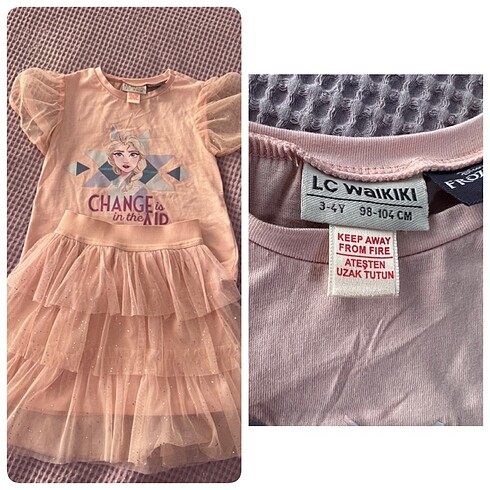 CHANGE is
in the AIR
LC WAIKIKI
3-4Y 98-104 CM
KEEP AWAY
FROM FIRE
ATEŞTEN
UZAK TUTUN